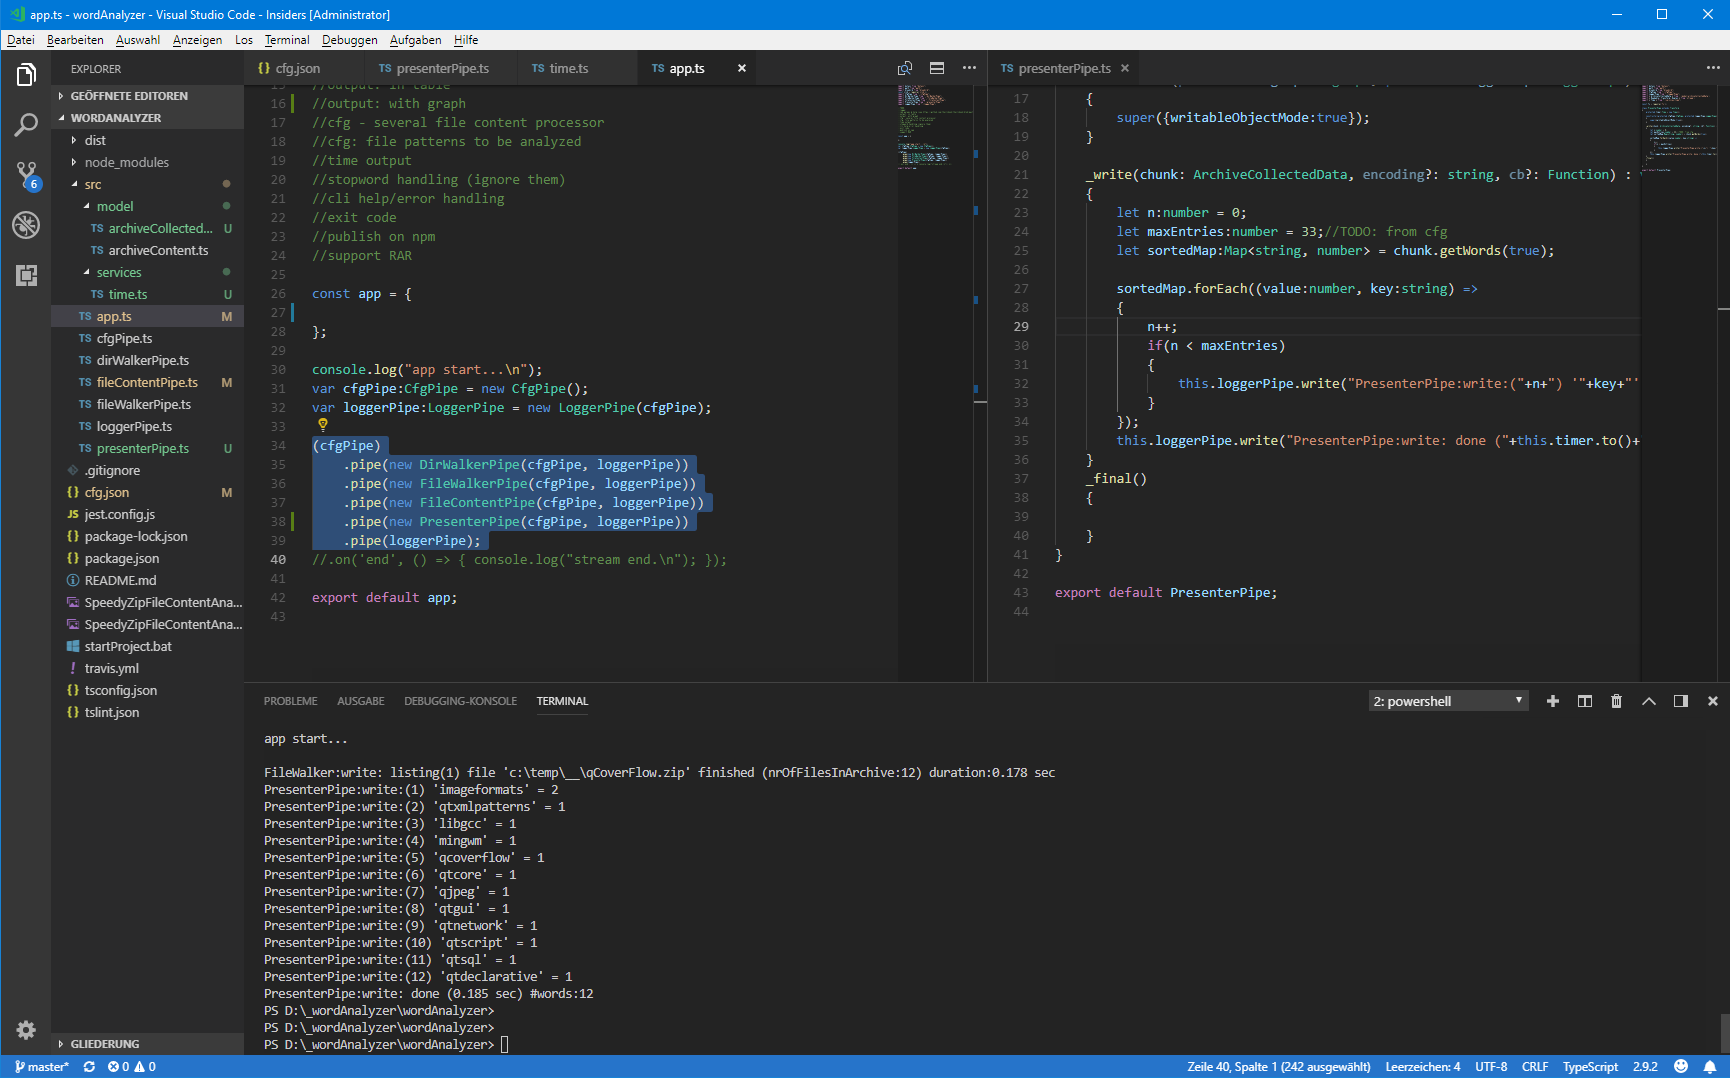 app.ts - wordAnalyzer - Visual Studio Code - Insiders [Administrator]
Datei Bearbeiten Auswahl Anzeigen Los Terminal Debuggen Aufgaben Hilfe
EXPLORER
GEÖFFNETE EDITOREN
WORDANALYZER
dist
node_modules
src
model
TS archiveCollected... U
TS archiveContent.ts
services
TS time.ts U
TS app.ts M
TS cfgPipe.ts
TS dirWalkerPipe.ts
TS fileContentPipe.ts M
TS fileWalkerPipe.ts
TS loggerPipe.ts
TS presenterPipe.ts U
.gitignore
{} cfg.json M
JS jest.config.js
{} package-lock.json
{} package.json
README.md
SpeedyZipFileContentAna...
SpeedyZipFileContentAna...
startProject.bat
! travis.yml
{} tsconfig.json
{} tslint.json
GLIEDERUNG
6
{} cfg.json TS presenterPipe.ts TS time.ts TS app.ts
15 //output: in table
16 //output: with graph
17 //cfg - several file content processor
18 //cfg: file patterns to be analyzed
19 //time output
20 //stopword handling (ignore them)
21 //cli help/error handling
22 //exit code
23 //publish on npm
24 //support RAR
25
26 const app = {
27
28 };
29
30 console.log("app start...\n");
31 var cfgPipe:CfgPipe = new CfgPipe();
32 var loggerPipe:LoggerPipe = new LoggerPipe(cfgPipe);
33
34 (cfgPipe)
35 .pipe(new DirWalkerPipe(cfgPipe, loggerPipe))
36 .pipe(new FileWalkerPipe(cfgPipe, loggerPipe))
37 .pipe(new FileContentPipe(cfgPipe, loggerPipe))
38 .pipe(new PresenterPipe(cfgPipe, loggerPipe))
39 .pipe(loggerPipe);
40 //.on('end', () => { console.log("stream end.\n"); });
41
42 export default app;
43
TS presenterPipe.ts
17 {
18 super({writableObjectMode:true});
19 }
20
21 _write(chunk: ArchiveCollectedData, encoding?: string, cb?: Function) :
22 {
23 let n:number = 0;
24 let maxEntries:number = 33;//TODO: from cfg
25 let sortedMap:Map<string, number> = chunk.getWords(true);
26
27 sortedMap.forEach((value:number, key:string) =>
28 {
29 n++;
30 if(n < maxEntries)
31 {
32 this.loggerPipe.write("PresenterPipe:write:("+n+") '"+key+"'
33 }
34 });
35 this.loggerPipe.write("PresenterPipe:write: done ("+this.timer.to()+
36 }
37 _final()
38 {
39
40 }
41 }
42
43 export default PresenterPipe;
44
PROBLEME AUSGABE DEBUGGING-KONSOLE TERMINAL 2: powershell
app start...
FileWalker:write: listing(1) file 'c:\temp\__\qCoverFlow.zip' finished (nrOfFilesInArchive:12) duration:0.178 sec
PresenterPipe:write:(1) 'imageformats' = 2
PresenterPipe:write:(2) 'qtxmlpatterns' = 1
PresenterPipe:write:(3) 'libgcc' = 1
PresenterPipe:write:(4) 'mingwm' = 1
PresenterPipe:write:(5) 'qcoverflow' = 1
PresenterPipe:write:(6) 'qtcore' = 1
PresenterPipe:write:(7) 'qjpeg' = 1
PresenterPipe:write:(8) 'qtgui' = 1
PresenterPipe:write:(9) 'qtnetwork' = 1
PresenterPipe:write:(10) 'qtscript' = 1
PresenterPipe:write:(11) 'qtsql' = 1
PresenterPipe:write:(12) 'qtdeclarative' = 1
PresenterPipe:write: done (0.185 sec) #words:12
PS D:\_wordAnalyzer\wordAnalyzer>
PS D:\_wordAnalyzer\wordAnalyzer>
PS D:\_wordAnalyzer\wordAnalyzer>
master* 0 0 Zeile 40, Spalte 1 (242 ausgewählt) Leerzeichen: 4 UTF-8 CRLF TypeScript 2.9.2